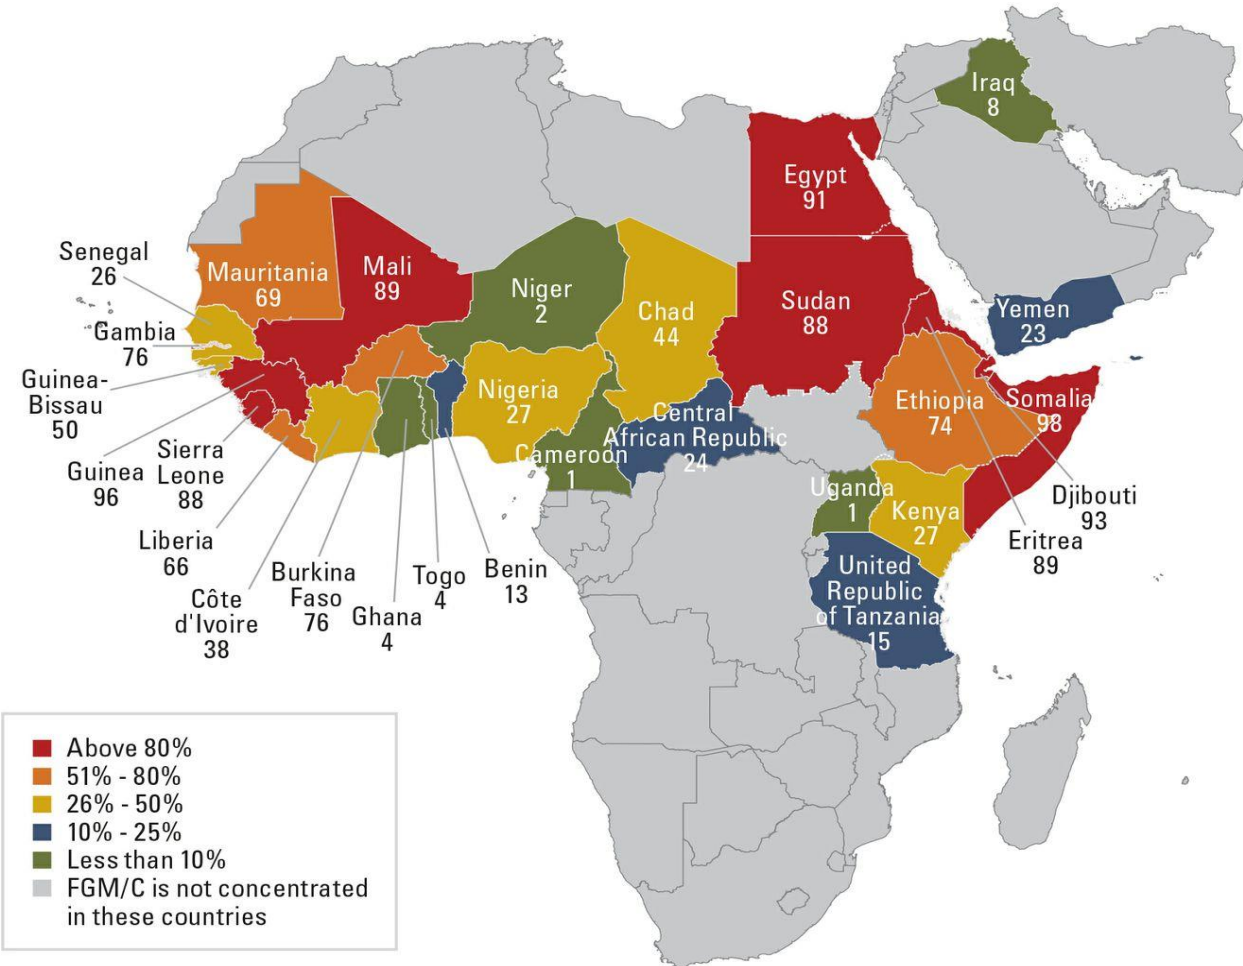 Iraq
8
Egypt
91
Senegal
26
Mauritania
69
Mali
89
Niger
2
Chad
44
Sudan
88
Yemen
23
Gambia
76
Guinea-
Bissau
50
Guinea
96
Sierra
Leone
88
Nigeria
27
Central
African Republic
24
Cameroon
1
Ethiopia
74
Somalia
98
Djibouti
93
Eritrea
89
Uganda
1
Kenya
27
Liberia
66
Côte
d'Ivoire
38
Burkina
Faso
76
Ghana
4
Togo
4
Benin
13
United
Republic
of Tanzania
15
Above 80%
51% - 80%
26% - 50%
10% - 25%
Less than 10%
FGM/C is not concentrated
in these countries